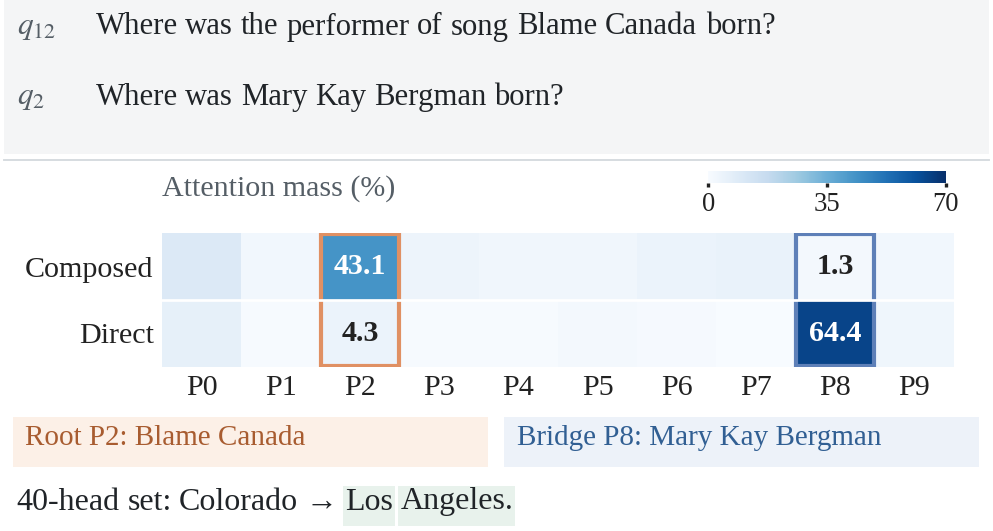 q12 Where was the performer of song Blame Canada born?
q2 Where was Mary Kay Bergman born?
Attention mass (%)
0 35 70
Composed 43.1 1.3
Direct 4.3 64.4
P0 P1 P2 P3 P4 P5 P6 P7 P8 P9
Root P2: Blame Canada Bridge P8: Mary Kay Bergman
40-head set: Colorado → Los Angeles.